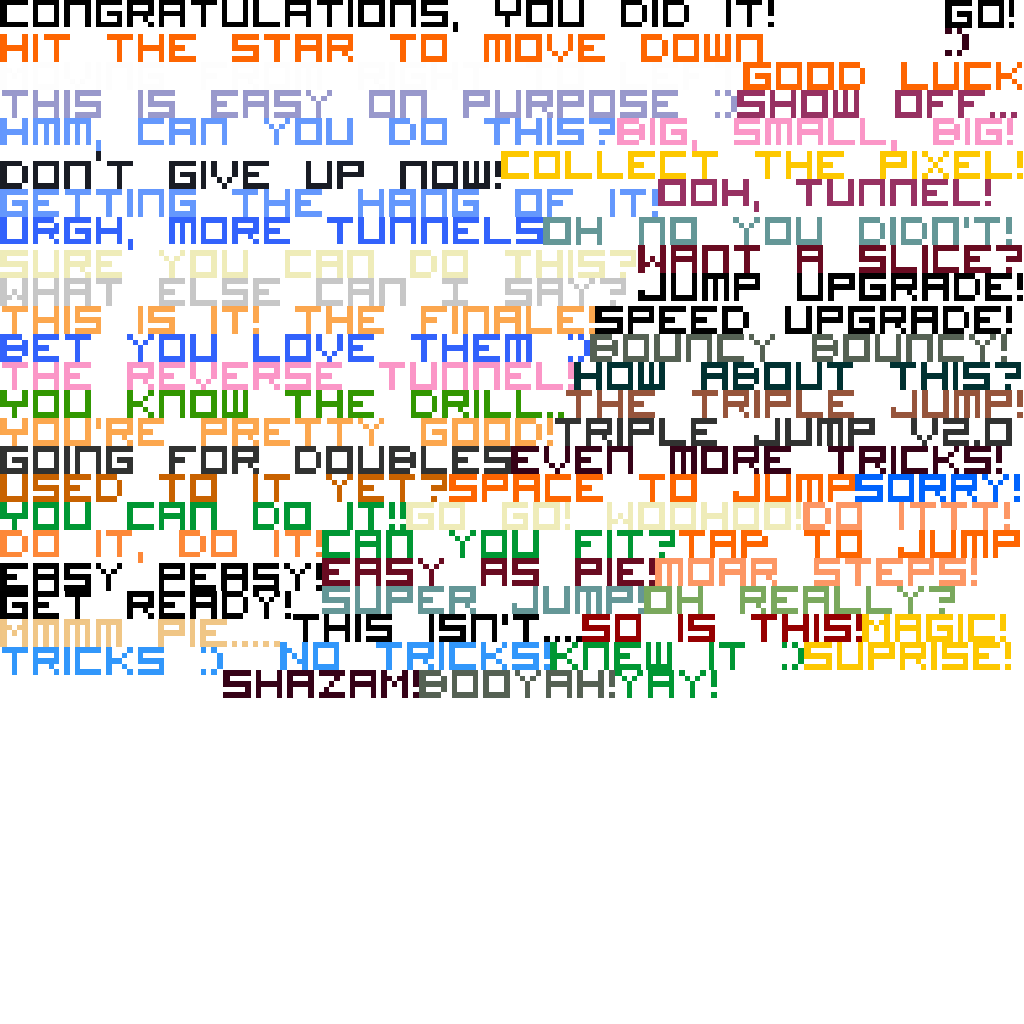 CONGRATULATIONS, YOU DID IT! GO!
HIT THE STAR TO MOVE DOWN :)
GOOD LUCK
THIS IS EASY ON PURPOSE :) SHOW OFF...
HMM, CAN YOU DO THIS? BIG, SMALL, BIG!
DON'T GIVE UP NOW! COLLECT THE PIXEL!
GETTING THE HANG OF IT! OOH, TUNNEL!
URGH, MORE TUNNELS OH NO YOU DIDN'T!
SURE YOU CAN DO THIS? WANT A SLICE?
WHAT ELSE CAN I SAY? JUMP UPGRADE!
THIS IS IT! THE FINALE! SPEED UPGRADE!
BET YOU LOVE THEM :) BOUNCY BOUNCY!
THE REVERSE TUNNEL! HOW ABOUT THIS?
YOU KNOW THE DRILL... THE TRIPLE JUMP!
YOU'RE PRETTY GOOD! TRIPLE JUMP V2.0
GOING FOR DOUBLES EVEN MORE TRICKS!
USED TO IT YET? SPACE TO JUMP SORRY!
YOU CAN DO IT!! GO GO! WOOHOO! DO ITTT!
DO IT, DO IT! CAN YOU FIT? TAP TO JUMP
EASY PEASY! EASY AS PIE! MOAR STEPS!
GET READY! SUPER JUMP! OH REALLY?
MMMM PIE..... THIS ISN'T.... SO IS THIS! MAGIC!
TRICKS :) NO TRICKS! KNEW IT :) SUPRISE!
SHAZAM! BOOYAH! YAY!